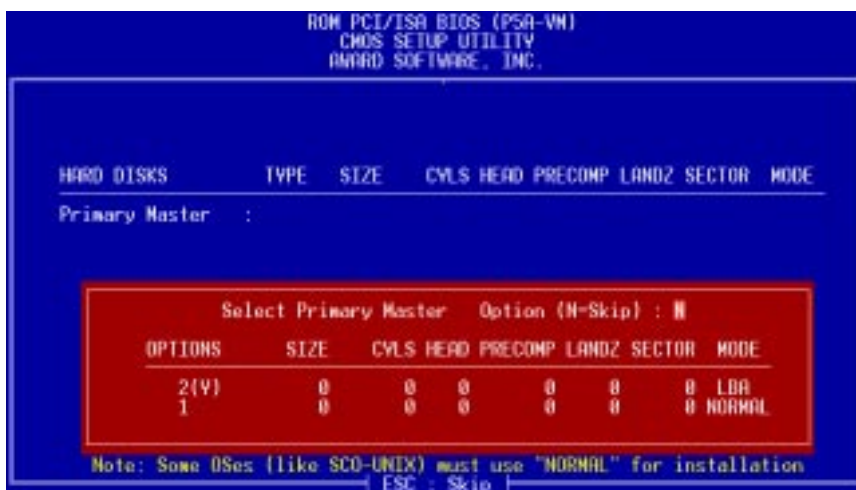 ROM PCI/ISA BIOS (P5A-VM)
CMOS SETUP UTILITY
AWARD SOFTWARE, INC.
HARD DISKS TYPE SIZE CYLS HEAD PRECOMP LANDZ SECTOR MODE
Primary Master :
Select Primary Master Option (N-Skip) : N
OPTIONS SIZE CYLS HEAD PRECOMP LANDZ SECTOR MODE
2(Y) 0 0 0 0 0 0 LBA
1 0 0 0 0 0 0 NORMAL
Note: Some OSes (like SCO-UNIX) must use "NORMAL" for installation
ESC : Skip